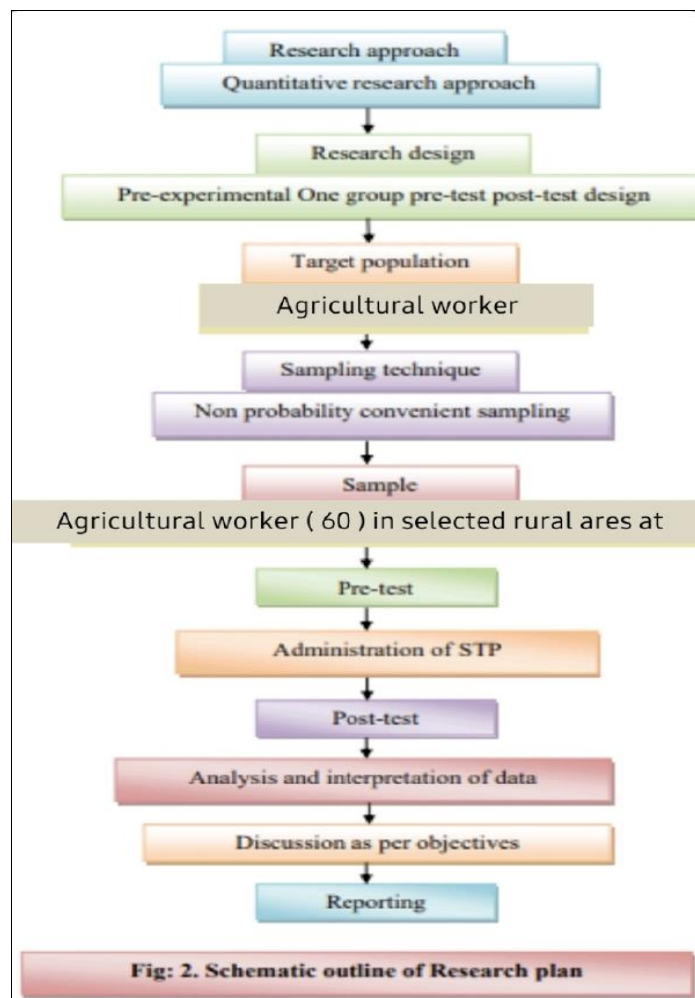 Research approach
Quantitative research approach
Research design
Pre-experimental One group pre-test post-test design
Target population
Agricultural worker
Sampling technique
Non probability convenient sampling
Sample
Agricultural worker ( 60 ) in selected rural ares at
Pre-test
Administration of STP
Post-test
Analysis and interpretation of data
Discussion as per objectives
Reporting
Fig: 2. Schematic outline of Research plan